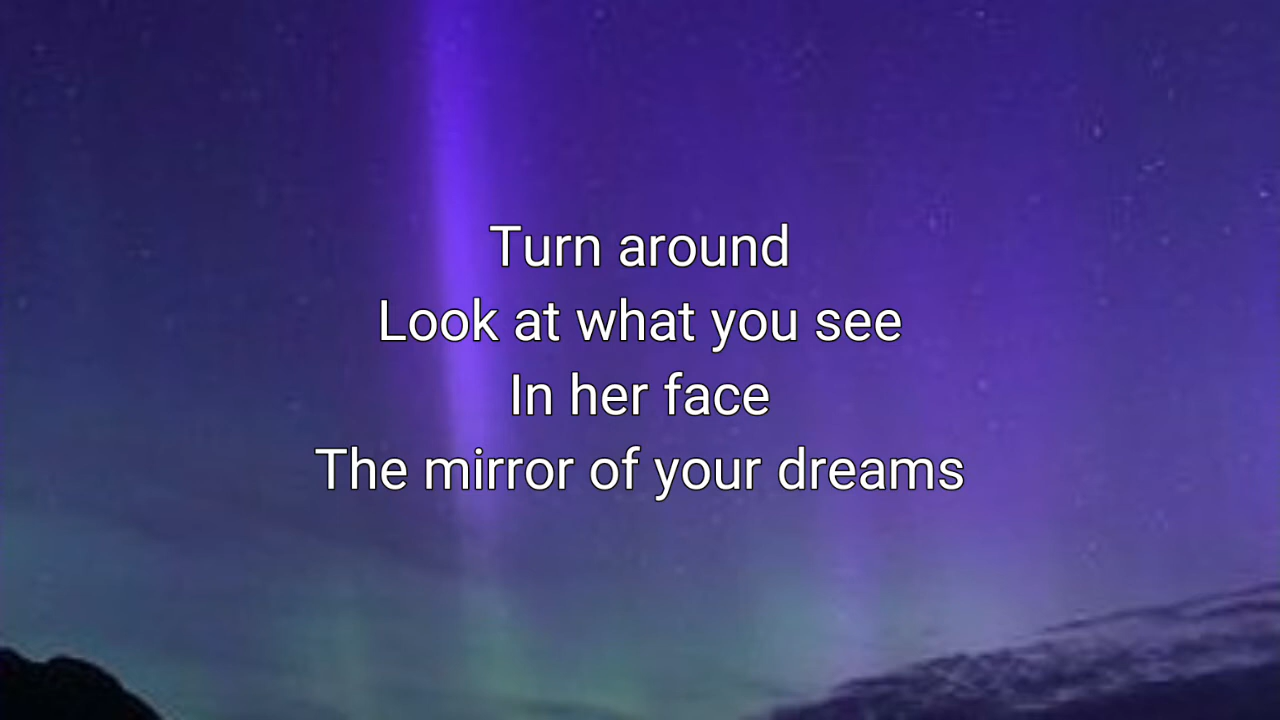 Turn around
Look at what you see
In her face
The mirror of your dreams